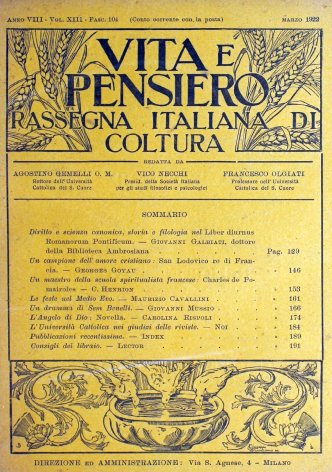 ANNO VIII - VOL. XIII - FASC. 104 (Conto corrente con la posta) MARZO 1922
VITA E
PENSIERO
RASSEGNA ITALIANA DI
COLTURA
REDATTA DA
AGOSTINO GEMELLI O. M. VICO NECCHI FRANCESCO OLGIATI
Rettore dell'Università Presid. della Società Italiana Professore nell'Università
Cattolica del S. Cuore per gli studi filosofici e psicologici Cattolica del S. Cuore
SOMMARIO
Diritto e scienza canonica, storia e filologia nel Liber diurnus
Romanorum Pontificum. — GIOVANNI GALBIATI, dottore
della Biblioteca Ambrosiana Pag. 129
Un campione dell'amore cristiano: San Lodovico re di Fran-
cia. — GEORGES GOYAU » 146
Un maestro della scuola spiritualista francese: Charles de Po-
mairoles — C. HENRION » 153
Le feste nel Medio Evo. — MAURIZIO CAVALLINI » 161
Un dramma di Sem Benelli. — GIOVANNI MUSSIO » 166
L'Angelo di Dio: Novella. — CAROLINA RISPOLI » 174
L'Università Cattolica nei giudizi delle riviste. — NOI » 184
Pubblicazioni recentissime. — INDEX » 189
Consigli del libraio. — LECTOR » 191
DIREZIONE ED AMMINISTRAZIONE: Via S. Agnese, 4 - MILANO